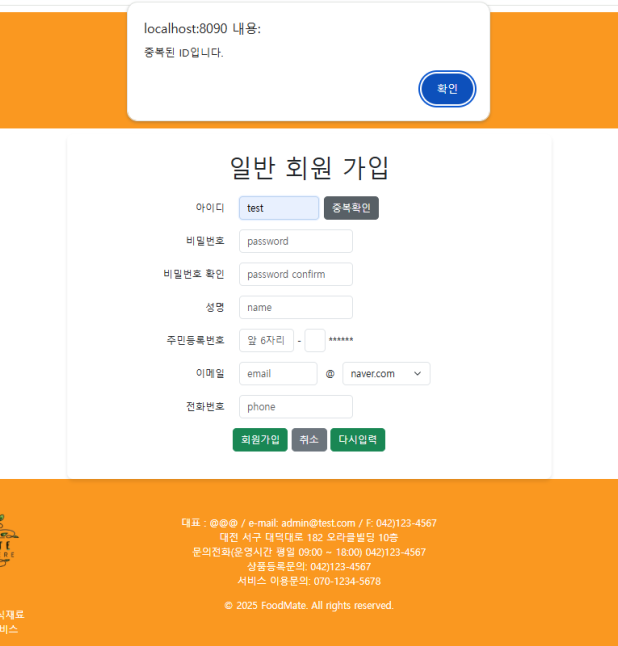 localhost:8090 내용:
중복된 ID입니다.
확인
일반 회원 가입
아이디 test 중복확인
비밀번호 password
비밀번호 확인 password confirm
성명 name
주민등록번호 앞 6자리 - ******
이메일 email @ naver.com
전화번호 phone
회원가입 취소 다시입력
대표 : @@@ / e-mail: admin@test.com / F: 042)123-4567
대전 서구 대덕대로 182 오라클빌딩 10층
문의전화(운영시간 평일 09:00 ~ 18:00) 042)123-4567
상품등록문의: 042)123-4567
서비스 이용문의: 070-1234-5678
© 2025 FoodMate. All rights reserved.
식재료
비스